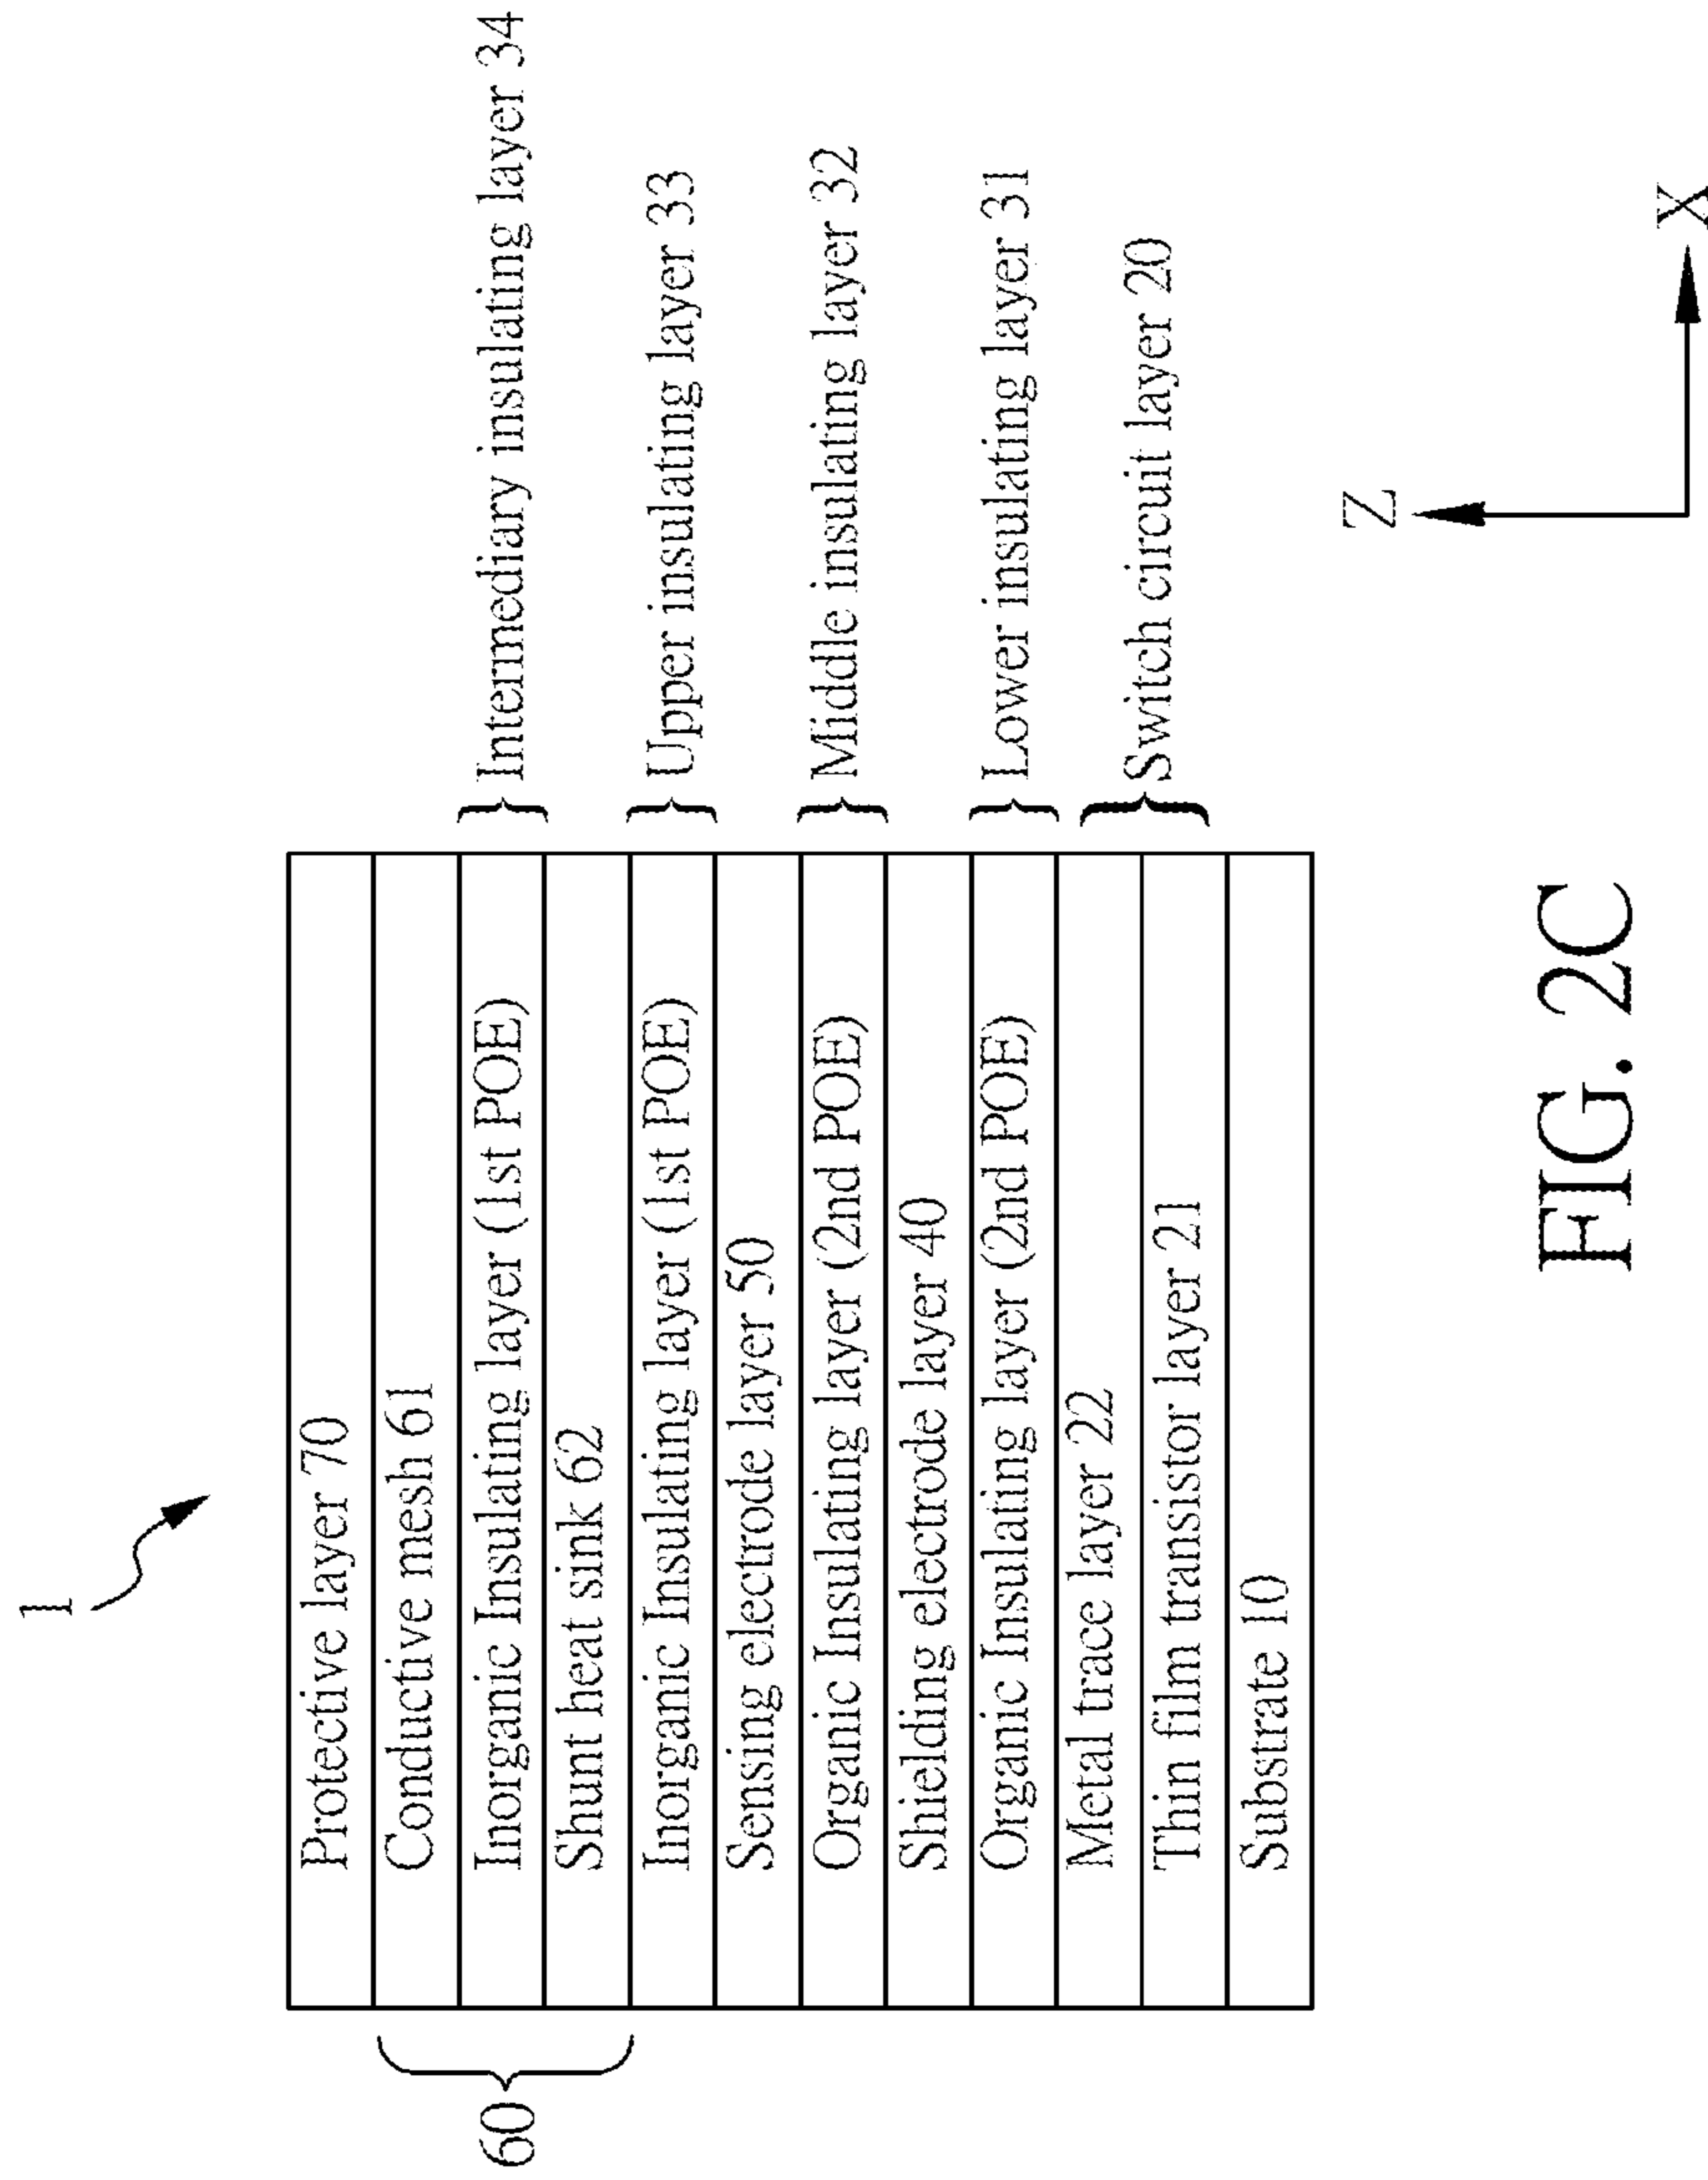 1
Protective layer 70
Conductive mesh 61
Inorganic Insulating layer (1st POE)
Shunt heat sink 62
Inorganic Insulating layer (1st POE)
Sensing electrode layer 50
Organic Insulating layer (2nd POE)
Shielding electrode layer 40
Organic Insulating layer (2nd POE)
Metal trace layer 22
Thin film transistor layer 21
Substrate 10
60
Intermediary insulating layer 34
Upper insulating layer 33
Middle insulating layer 32
Lower insulating layer 31
Switch circuit layer 20
Z
X
FIG. 2C